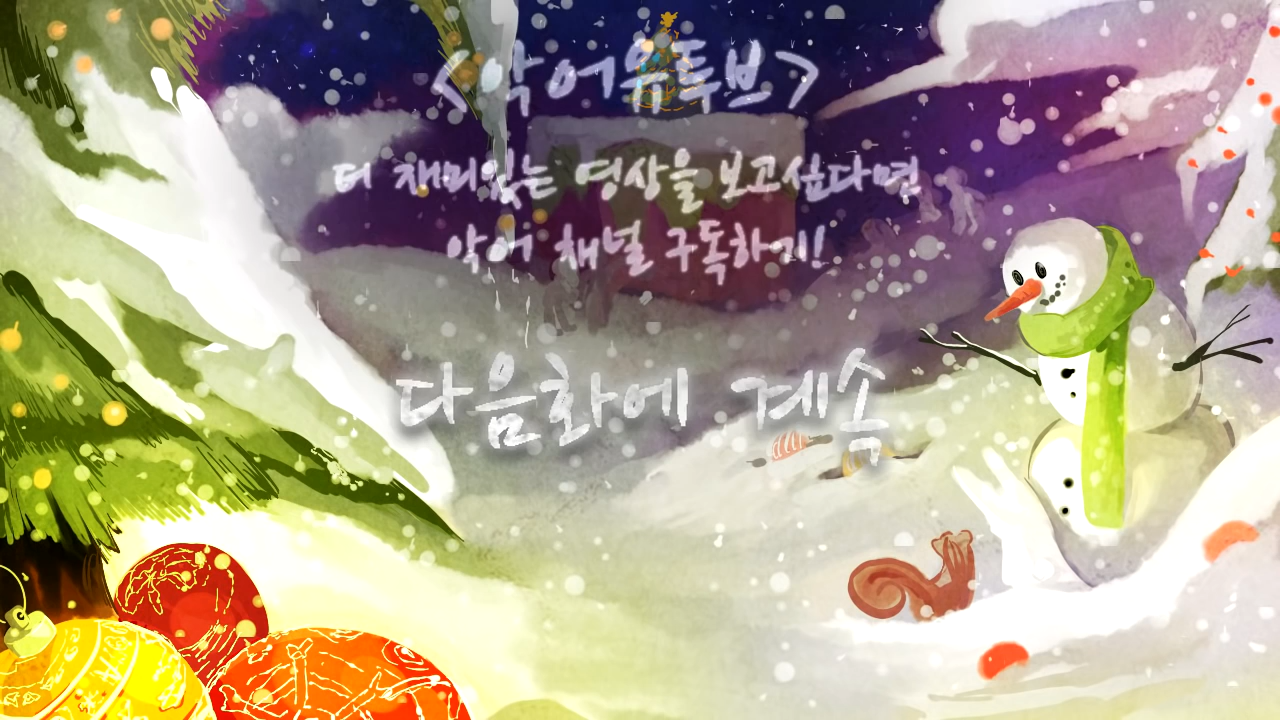 <악어유투브>
더 재미있는 영상을 보고싶다면
악어 채널 구독하기!
다음화에 계속